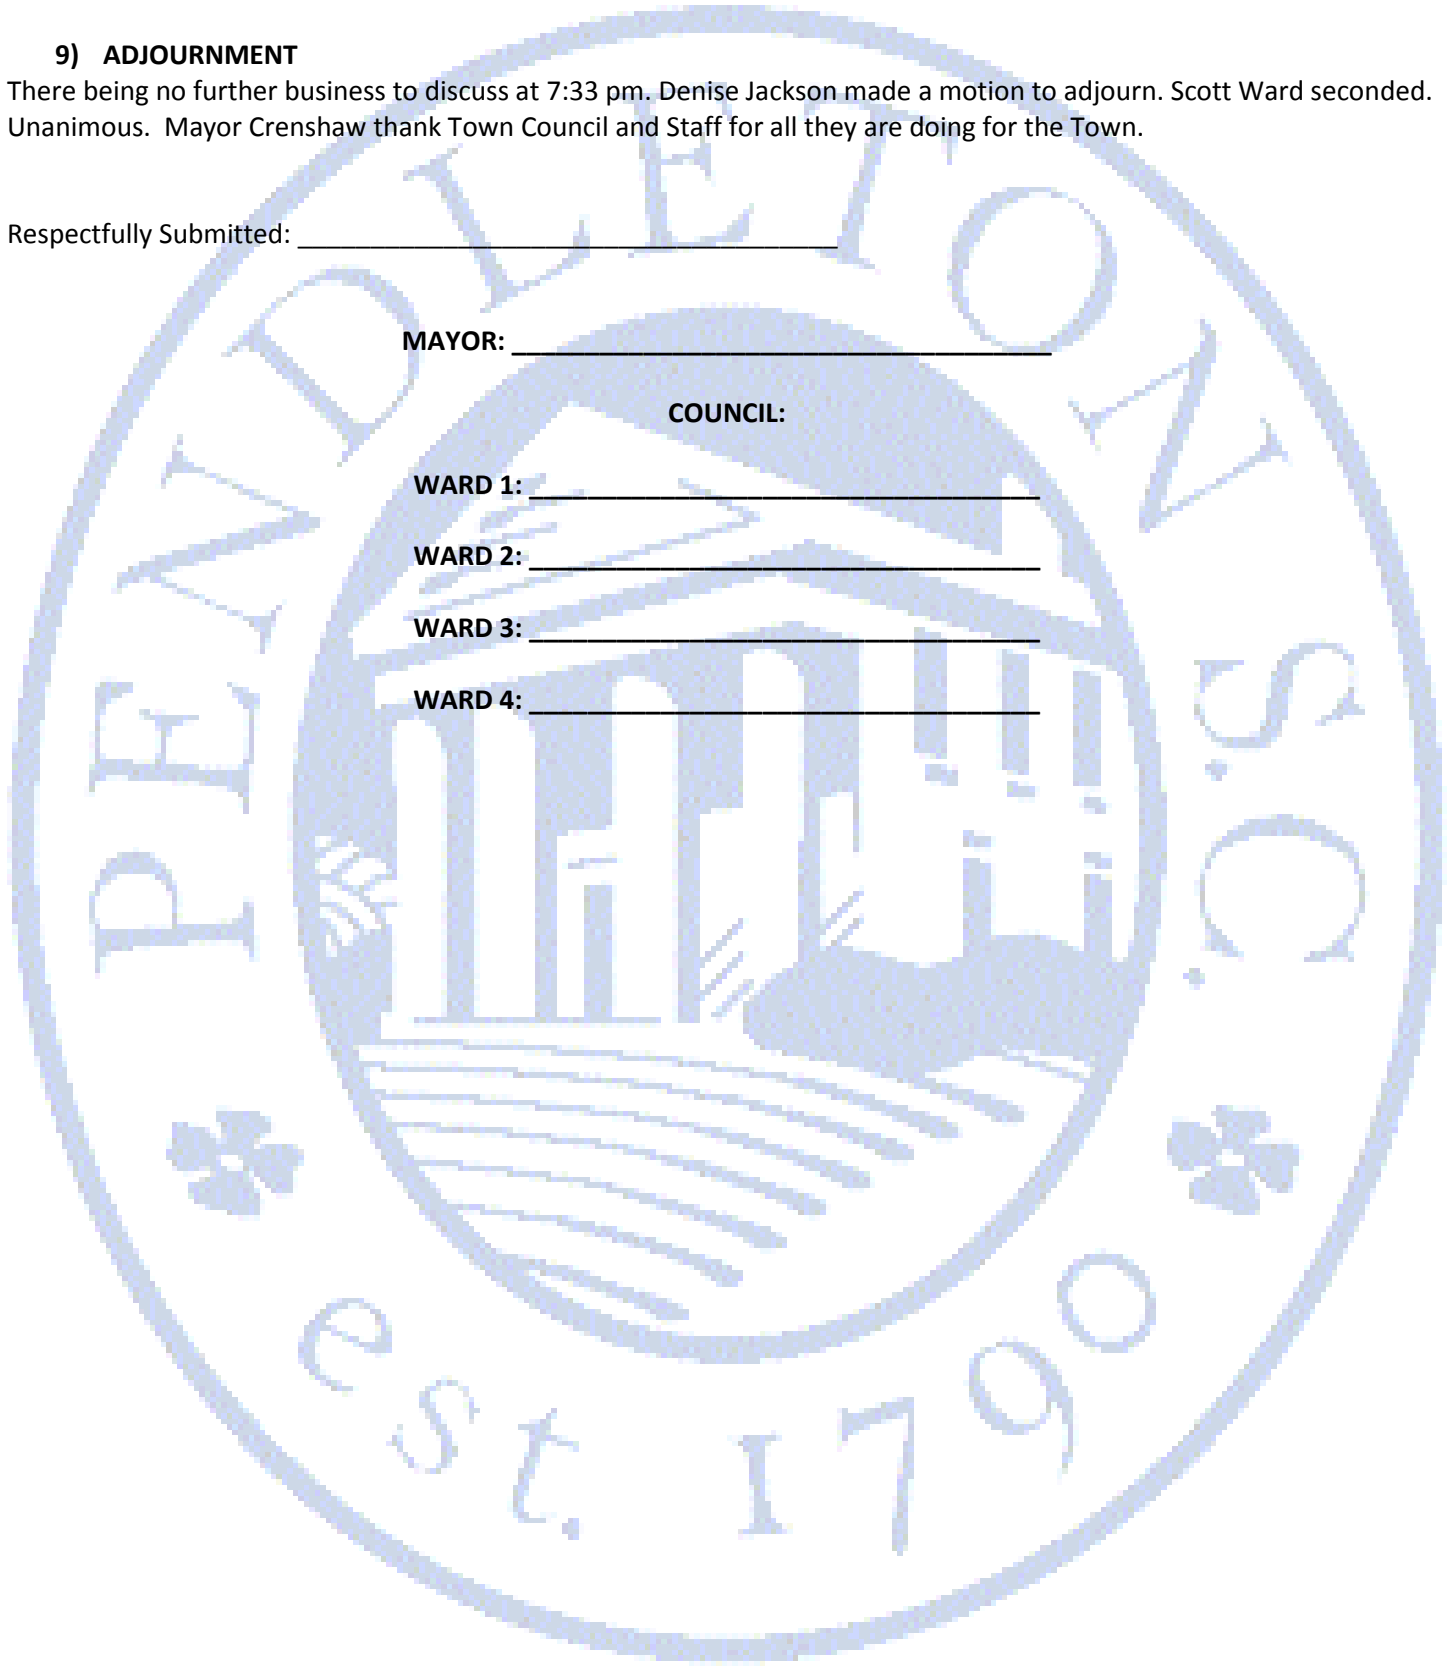 9) ADJOURNMENT
There being no further business to discuss at 7:33 pm. Denise Jackson made a motion to adjourn. Scott Ward seconded.
Unanimous.  Mayor Crenshaw thank Town Council and Staff for all they are doing for the Town.
Respectfully Submitted: ______________________________________
MAYOR: ______________________________________
COUNCIL:
WARD 1: ____________________________________
WARD 2: ____________________________________
WARD 3: ____________________________________
WARD 4: ____________________________________
PENDLETON S.C.
est. 1790